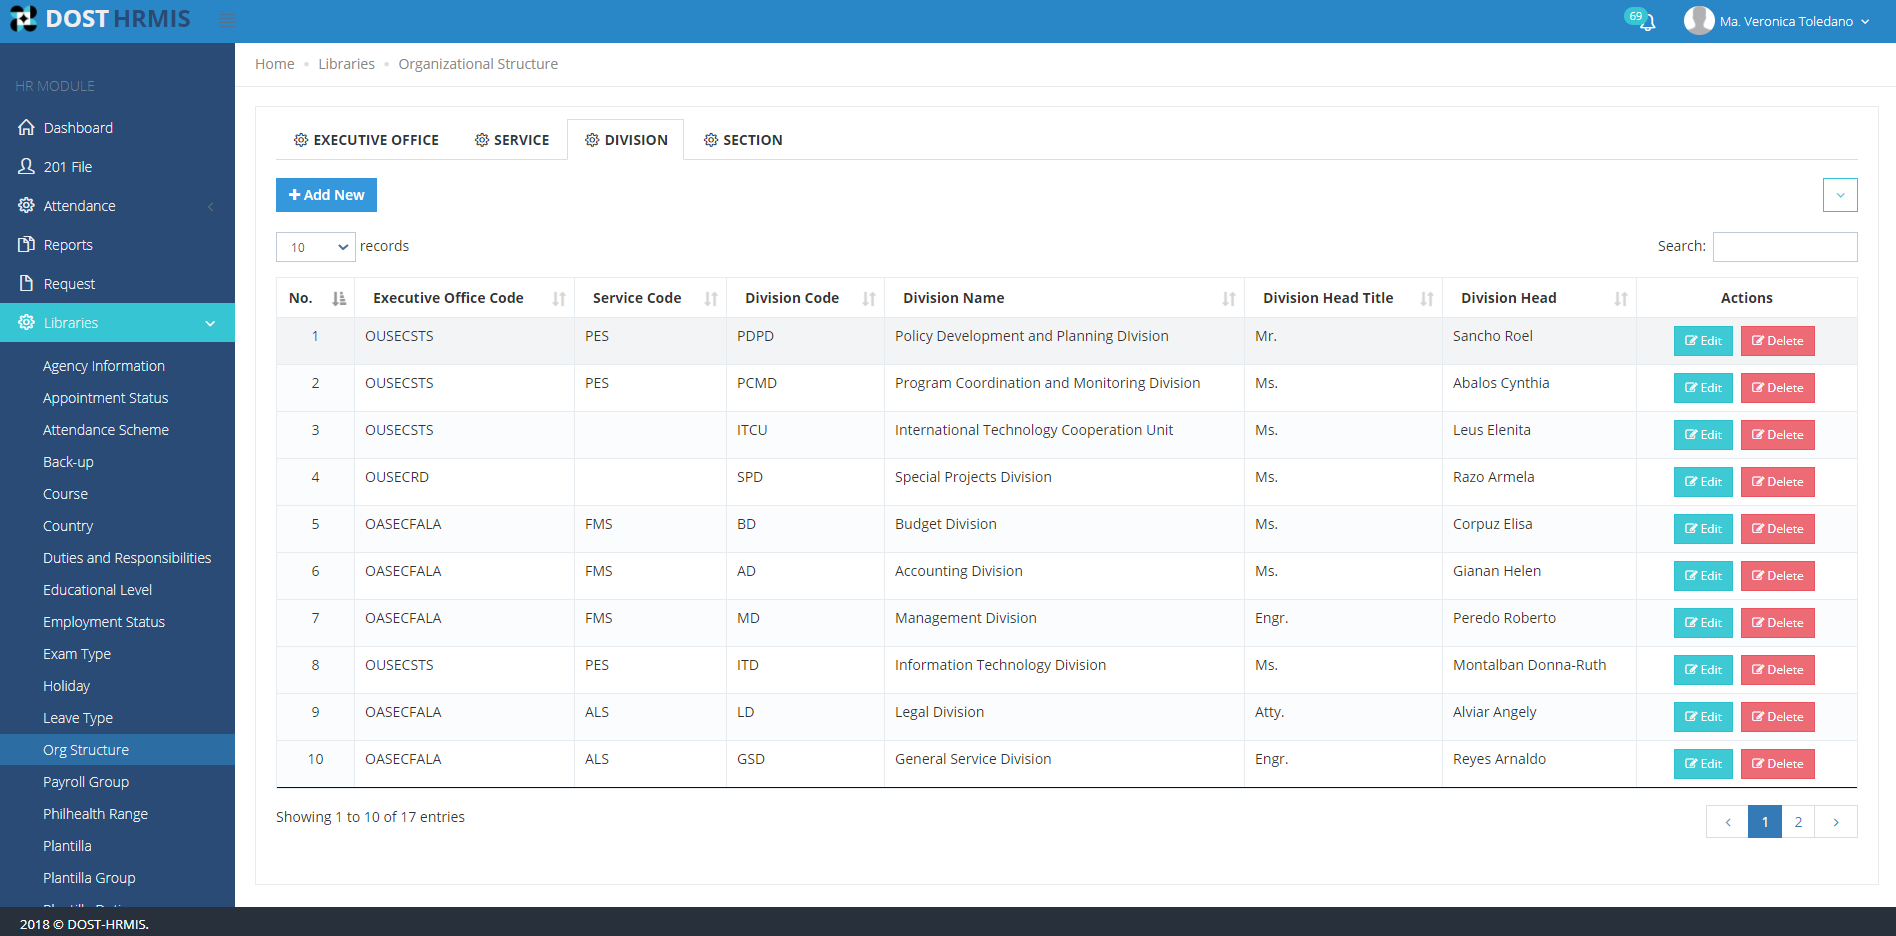 DOST HRMIS
69
Ma. Veronica Toledano
HR MODULE
Dashboard
201 File
Attendance
Reports
Request
Libraries
Agency Information
Appointment Status
Attendance Scheme
Back-up
Course
Country
Duties and Responsibilities
Educational Level
Employment Status
Exam Type
Holiday
Leave Type
Org Structure
Payroll Group
Philhealth Range
Plantilla
Plantilla Group
Home • Libraries • Organizational Structure
EXECUTIVE OFFICE SERVICE DIVISION SECTION
Add New
10 records Search:
No. Executive Office Code Service Code Division Code Division Name Division Head Title Division Head Actions
1 OUSECSTS PES PDPD Policy Development and Planning DIvision Mr. Sancho Roel Edit Delete
2 OUSECSTS PES PCMD Program Coordination and Monitoring Division Ms. Abalos Cynthia Edit Delete
3 OUSECSTS ITCU International Technology Cooperation Unit Ms. Leus Elenita Edit Delete
4 OUSECRD SPD Special Projects Division Ms. Razo Armela Edit Delete
5 OASECFALA FMS BD Budget Division Ms. Corpuz Elisa Edit Delete
6 OASECFALA FMS AD Accounting Division Ms. Gianan Helen Edit Delete
7 OASECFALA FMS MD Management Division Engr. Peredo Roberto Edit Delete
8 OUSECSTS PES ITD Information Technology Division Ms. Montalban Donna-Ruth Edit Delete
9 OASECFALA ALS LD Legal Division Atty. Alviar Angely Edit Delete
10 OASECFALA ALS GSD General Service Division Engr. Reyes Arnaldo Edit Delete
Showing 1 to 10 of 17 entries
1 2
2018 © DOST-HRMIS.